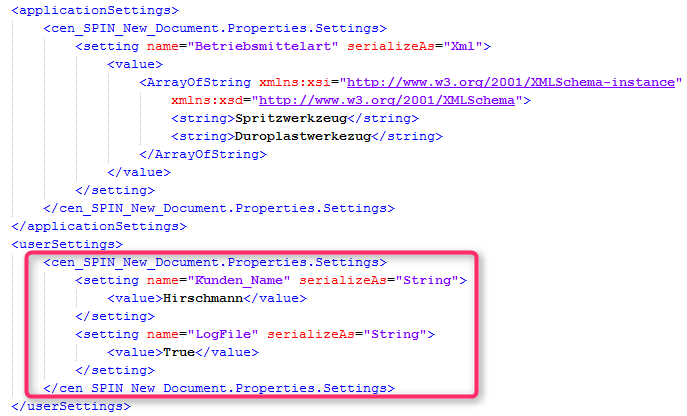 <applicationSettings>
<cen_SPIN_New_Document.Properties.Settings>
<setting name="Betriebsmittelart" serializeAs="Xml">
<value>
<ArrayOfString xmlns:xsi="http://www.w3.org/2001/XMLSchema-instance"
xmlns:xsd="http://www.w3.org/2001/XMLSchema">
<string>Spritzwerkzeug</string>
<string>Duroplastwerkezug</string>
</ArrayOfString>
</value>
</setting>
</cen_SPIN_New_Document.Properties.Settings>
</applicationSettings>
<userSettings>
<cen_SPIN_New_Document.Properties.Settings>
<setting name="Kunden_Name" serializeAs="String">
<value>Hirschmann</value>
</setting>
<setting name="LogFile" serializeAs="String">
<value>True</value>
</setting>
</cen_SPIN_New_Document.Properties.Settings>
</userSettings>